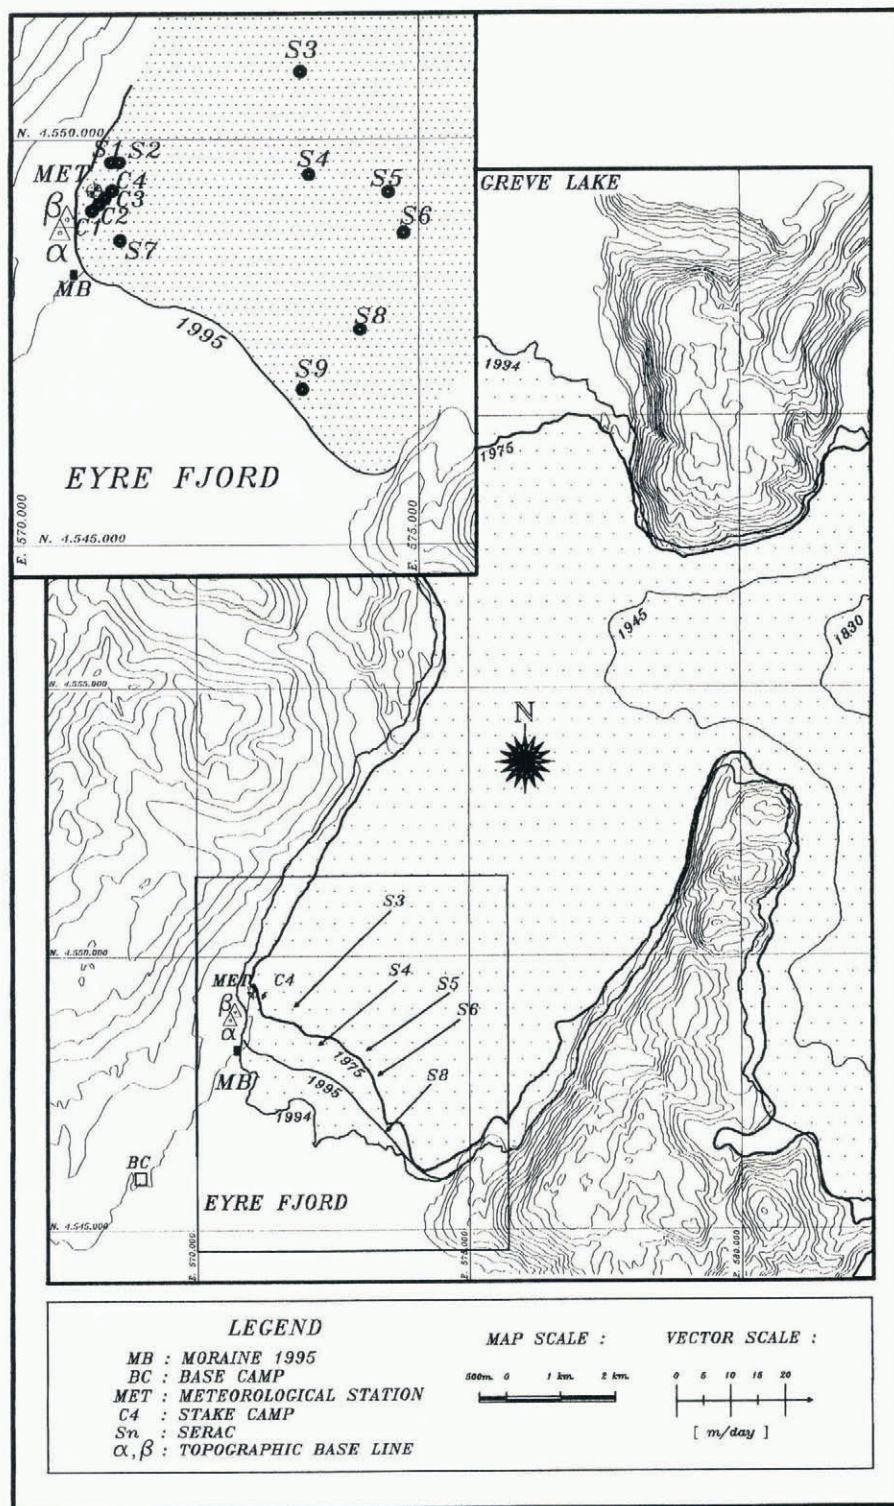 S3
N. 4.550.000
S1 S2
S4
MET
C4
S5
GREVE LAKE
C3
β
C2
S6
C1
α
S7
MB
1995
S8
1994
S9
1975
EYRE FJORD
E. 570.000
N. 4.545.000
E. 575.000
1945
1830
N. 4.555.000
N
S3
N. 4.550.000
MET
C4
S4
S5
β
S6
α
1975
MB
1995
S8
1994
BC
EYRE FJORD
N. 4.545.000
E. 570.000
E. 575.000
E. 580.000
LEGEND
MB : MORAINE 1995
BC : BASE CAMP
MET : METEOROLOGICAL STATION
C4 : STAKE CAMP
Sn : SERAC
α,β : TOPOGRAPHIC BASE LINE
MAP SCALE :
500m. 0 1 km. 2 km.
VECTOR SCALE :
0 5 10 15 20
[ m/day ]